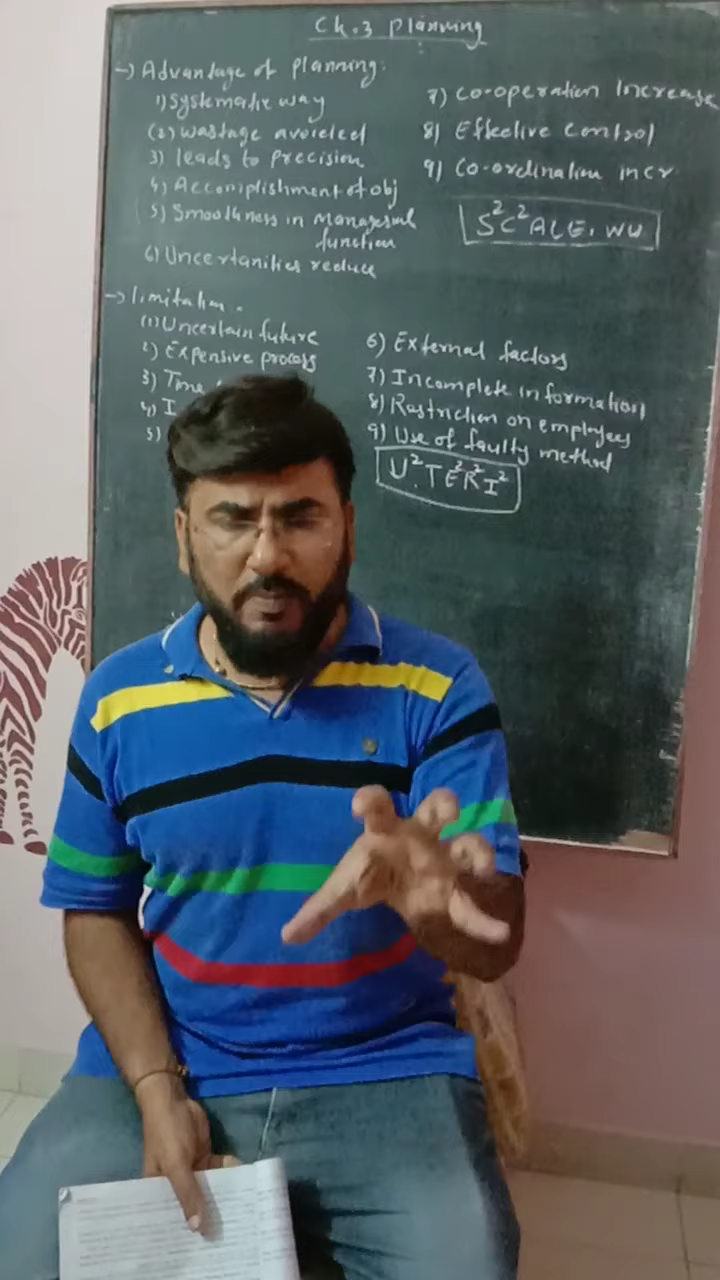 Ch.3 Planning
→ Advantage of Planning:
1) Systematic way
(2) Wastage avoided
3) leads to Precision
4) Accomplishment of obj
5) Smoothness in Managerial
function
6) Uncertanities reduce
7) Co-operation Increase
8) Effective Control
9) Co-ordination incr
S²C²ALE.WU
→ limitation.
(1) Uncertain future
2) Expensive process
3) Time
4) I
5)
6) External factors
7) Incomplete information
8) Restriction on employees
9) Use of faulty method
U².TE²R²I²